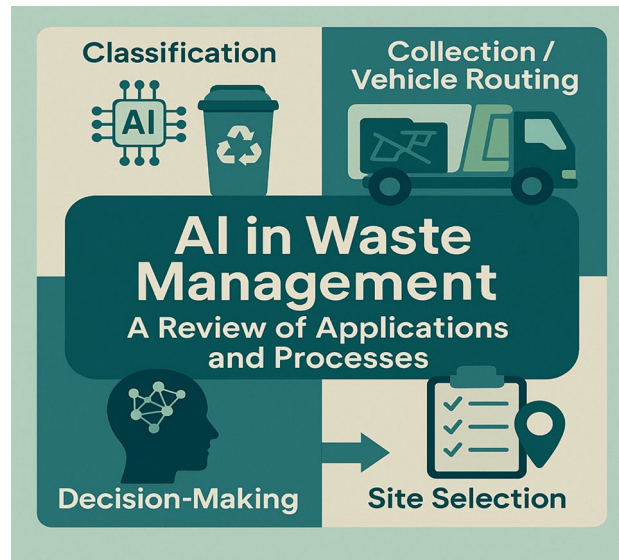 Classification
Collection /
Vehicle Routing
AI
AI in Waste
Management
A Review of Applications
and Processes
Decision-Making
Site Selection